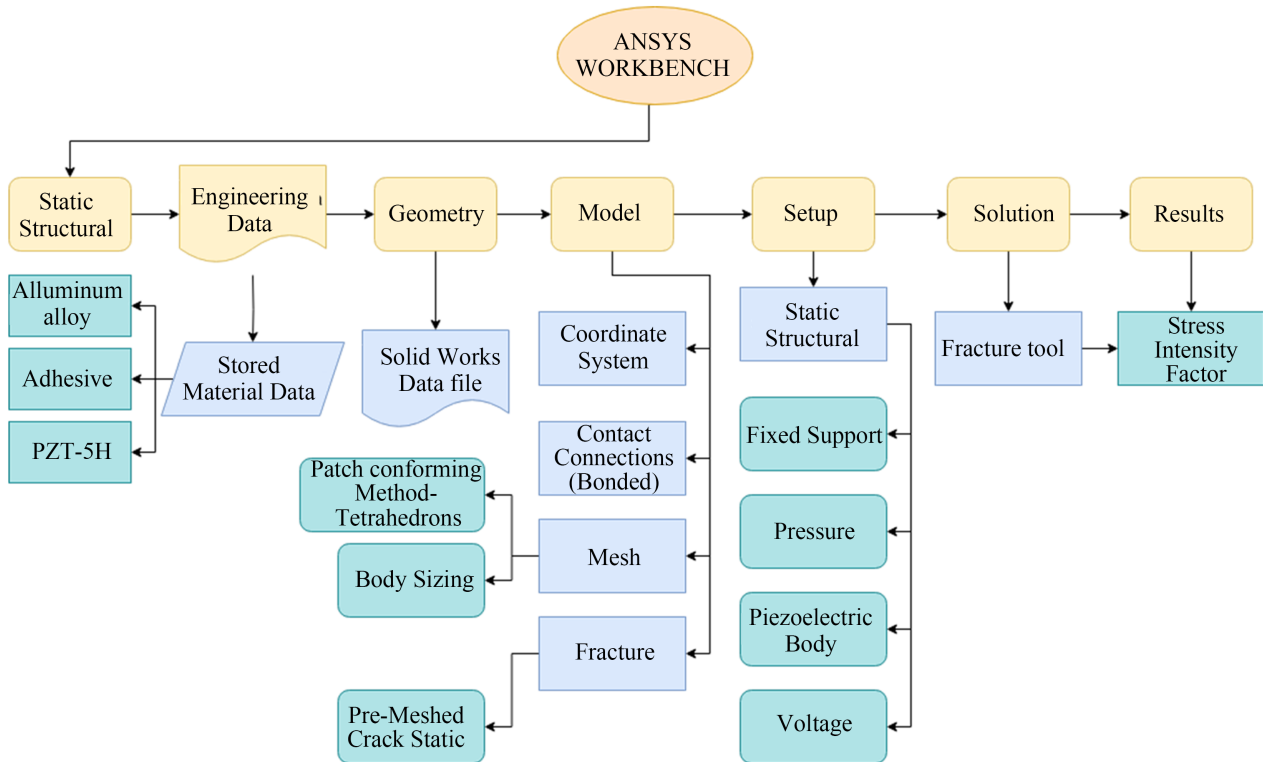 ANSYS
WORKBENCH
Static
Structural
Engineering
Data
Geometry
Model
Setup
Solution
Results
Alluminum
alloy
Adhesive
PZT-5H
Stored
Material Data
Solid Works
Data file
Coordinate
System
Contact
Connections
(Bonded)
Mesh
Fracture
Patch conforming
Method-
Tetrahedrons
Body Sizing
Pre-Meshed
Crack Static
Static
Structural
Fixed Support
Pressure
Piezoelectric
Body
Voltage
Fracture tool
Stress
Intensity
Factor